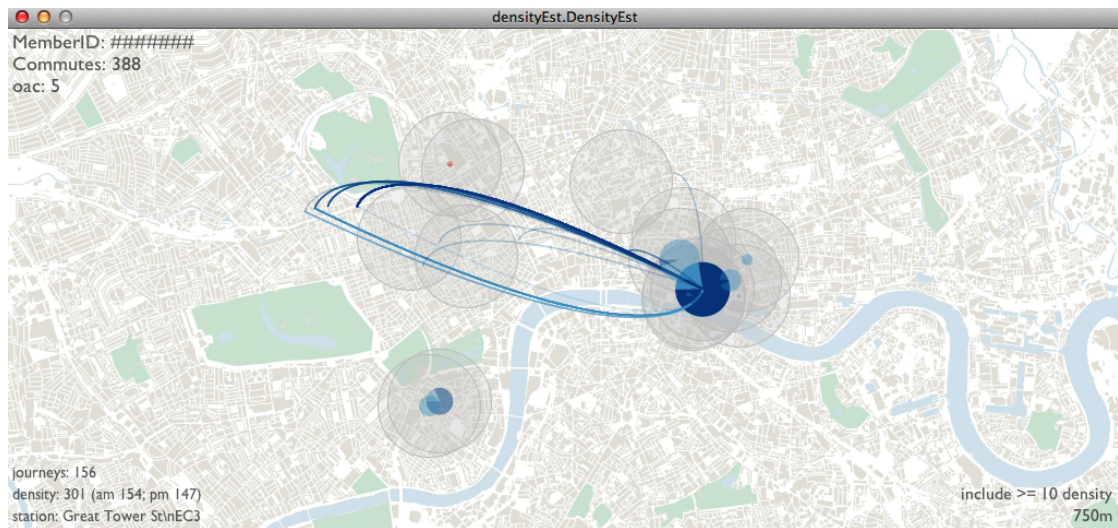 densityEst.DensityEst
MemberID: #######
Commutes: 388
oac: 5
journeys: 156
density: 301 (am 154; pm 147)
station: Great Tower St\nEC3
include >= 10 density
750m